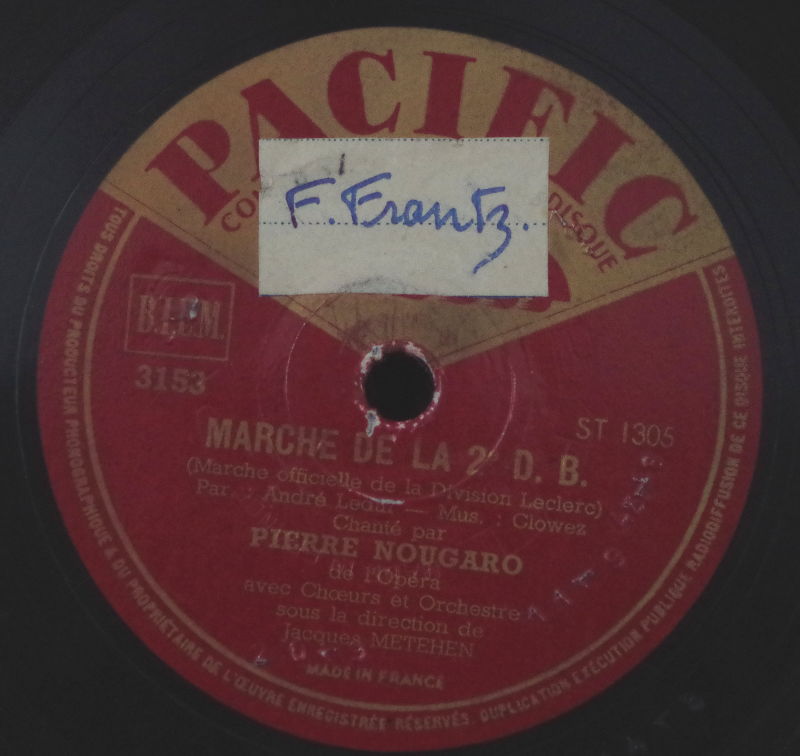 PACIFIC
DISQUE
F. Frantz.
B.I.E.M.
3153
ST 1305
MARCHE DE LA 2e D. B.
(Marche officielle de la Division Leclerc)
Par. : André Leduc — Mus. : Clowez
Chanté par
PIERRE NOUGARO
de l'Opéra
avec Chœurs et Orchestre
sous la direction de
Jacques METEHEN
MADE IN FRANCE
TOUS DROITS DU PRODUCTEUR PHONOGRAPHIQUE & DU PROPRIETAIRE DE L'ŒUVRE ENREGISTRÉE RÉSERVÉS. DUPLICATION EXÉCUTION PUBLIQUE RADIODIFFUSION DE CE DISQUE INTERDITES